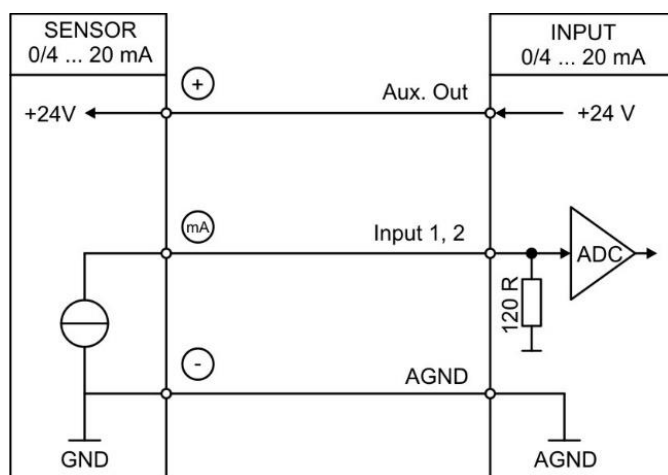 SENSOR
0/4 ... 20 mA
INPUT
0/4 ... 20 mA
+
+24V
Aux. Out
+24 V
mA
Input 1, 2
ADC
120 R
-
AGND
GND
AGND